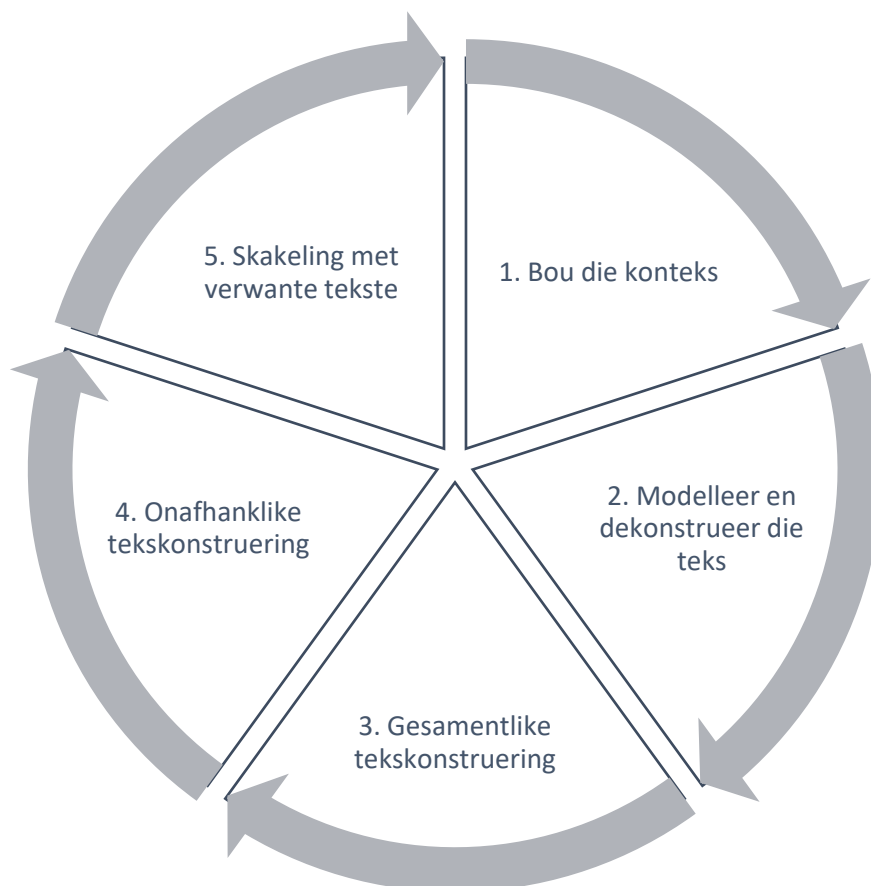 1. Bou die konteks
2. Modelleer en
dekonstrueer die
teks
3. Gesamentlike
tekskonstruering
4. Onafhanklike
tekskonstruering
5. Skakeling met
verwante tekste